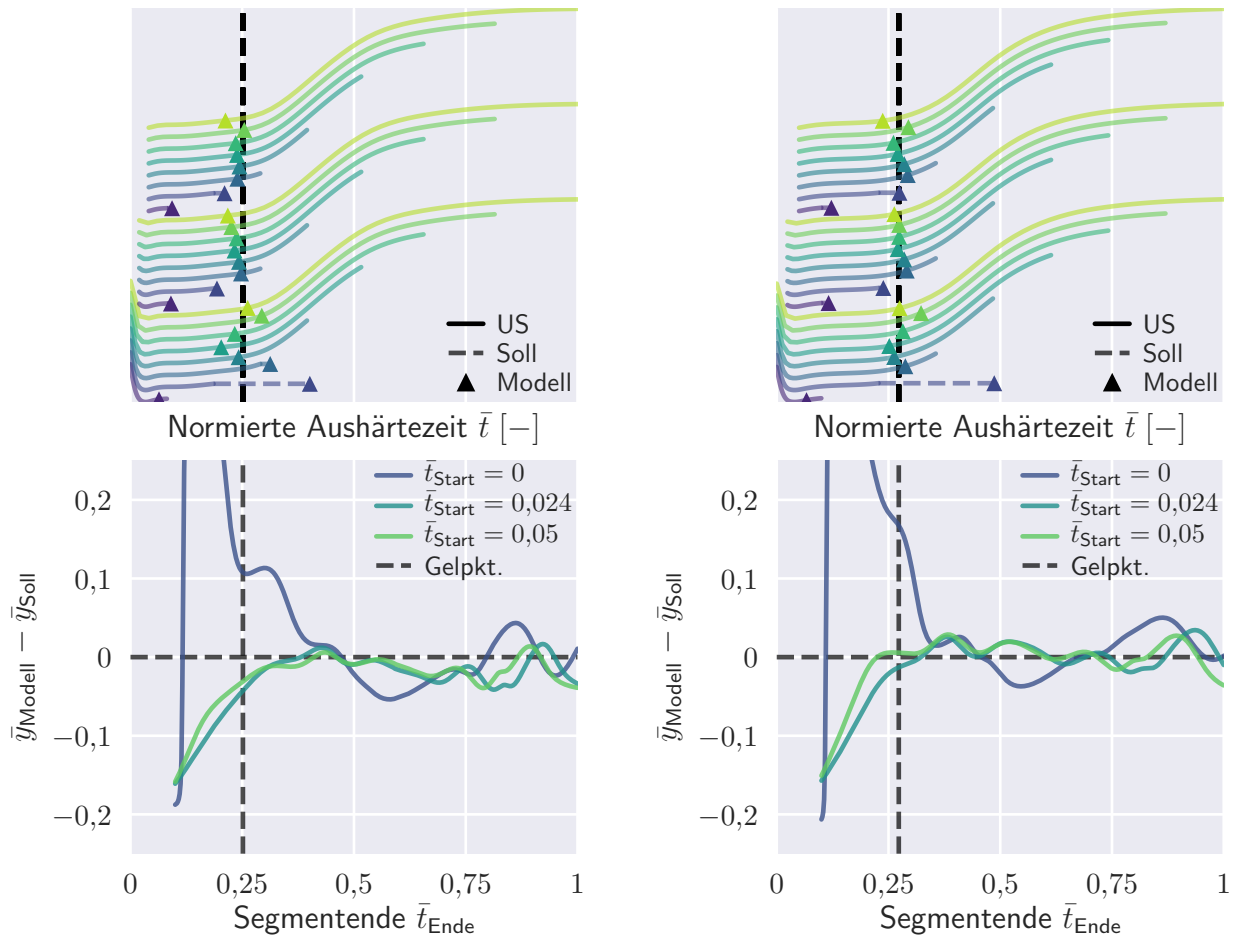 US
Soll
Modell
Normierte Aushärtezeit t̄ [−]
US
Soll
Modell
Normierte Aushärtezeit t̄ [−]
ȳModell − ȳSoll
0,2
0,1
0
−0,1
−0,2
t̄Start = 0
t̄Start = 0,024
t̄Start = 0,05
Gelpkt.
0 0,25 0,5 0,75 1
Segmentende t̄Ende
ȳModell − ȳSoll
0,2
0,1
0
−0,1
−0,2
t̄Start = 0
t̄Start = 0,024
t̄Start = 0,05
Gelpkt.
0 0,25 0,5 0,75 1
Segmentende t̄Ende